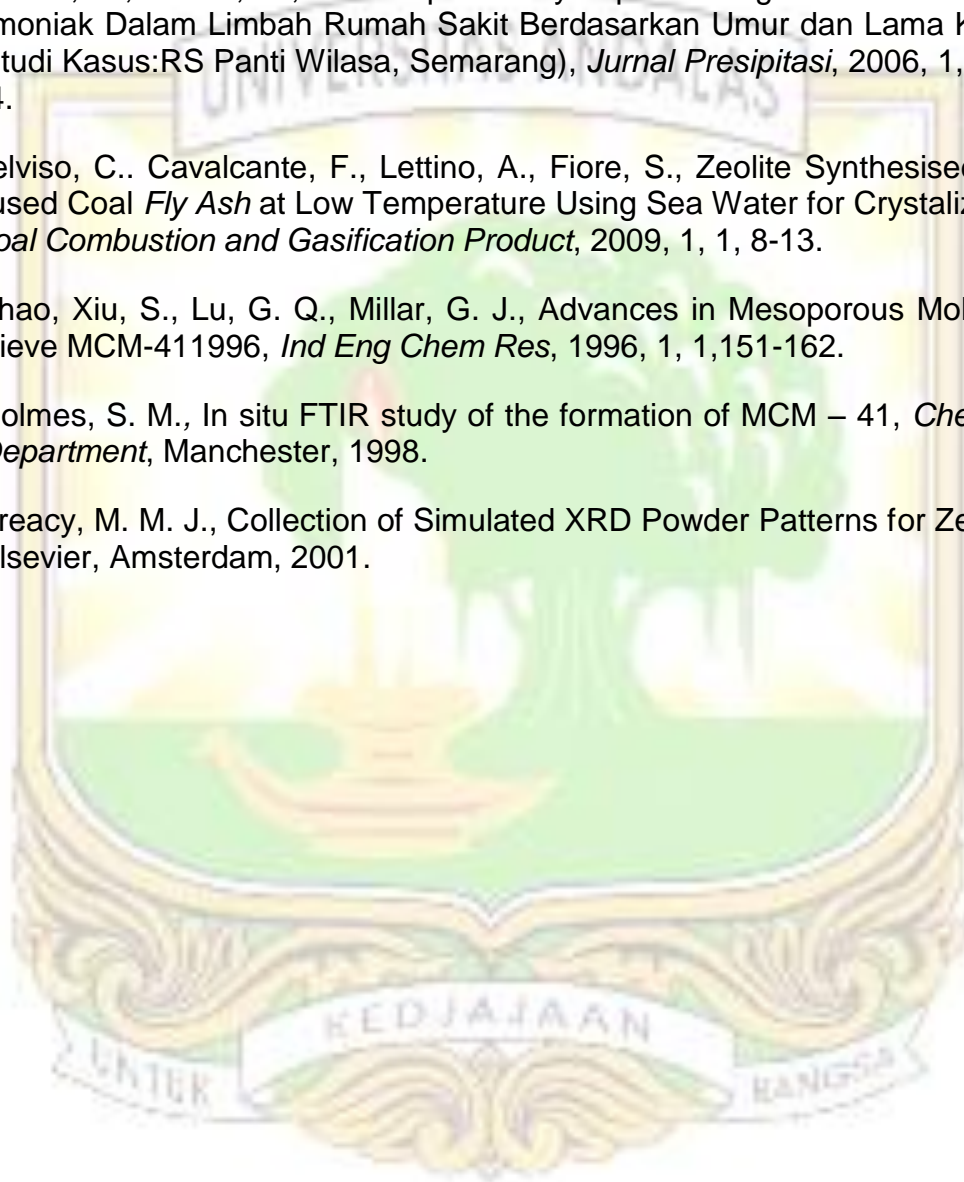 moniak Dalam Limbah Rumah Sakit Berdasarkan Umur dan Lama K
tudi Kasus:RS Panti Wilasa, Semarang), Jurnal Presipitasi, 2006, 1,
4.
elviso, C.. Cavalcante, F., Lettino, A., Fiore, S., Zeolite Synthesised
used Coal Fly Ash at Low Temperature Using Sea Water for Crystaliz
oal Combustion and Gasification Product, 2009, 1, 1, 8-13.
hao, Xiu, S., Lu, G. Q., Millar, G. J., Advances in Mesoporous Mol
ieve MCM-411996, Ind Eng Chem Res, 1996, 1, 1,151-162.
olmes, S. M., In situ FTIR study of the formation of MCM – 41, Che
Department, Manchester, 1998.
reacy, M. M. J., Collection of Simulated XRD Powder Patterns for Ze
lsevier, Amsterdam, 2001.
UNIVERSITAS ANDALAS
UNTUK KEDJAJAAN BANGSA